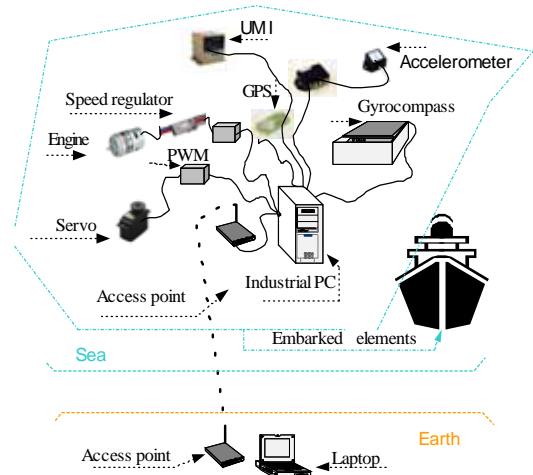 UMI
Accelerometer
GPS
Speed regulator
Gyrocompass
Engine
PWM
Servo
Industrial PC
Access point
Embarked elements
Sea
Earth
Access point
Laptop